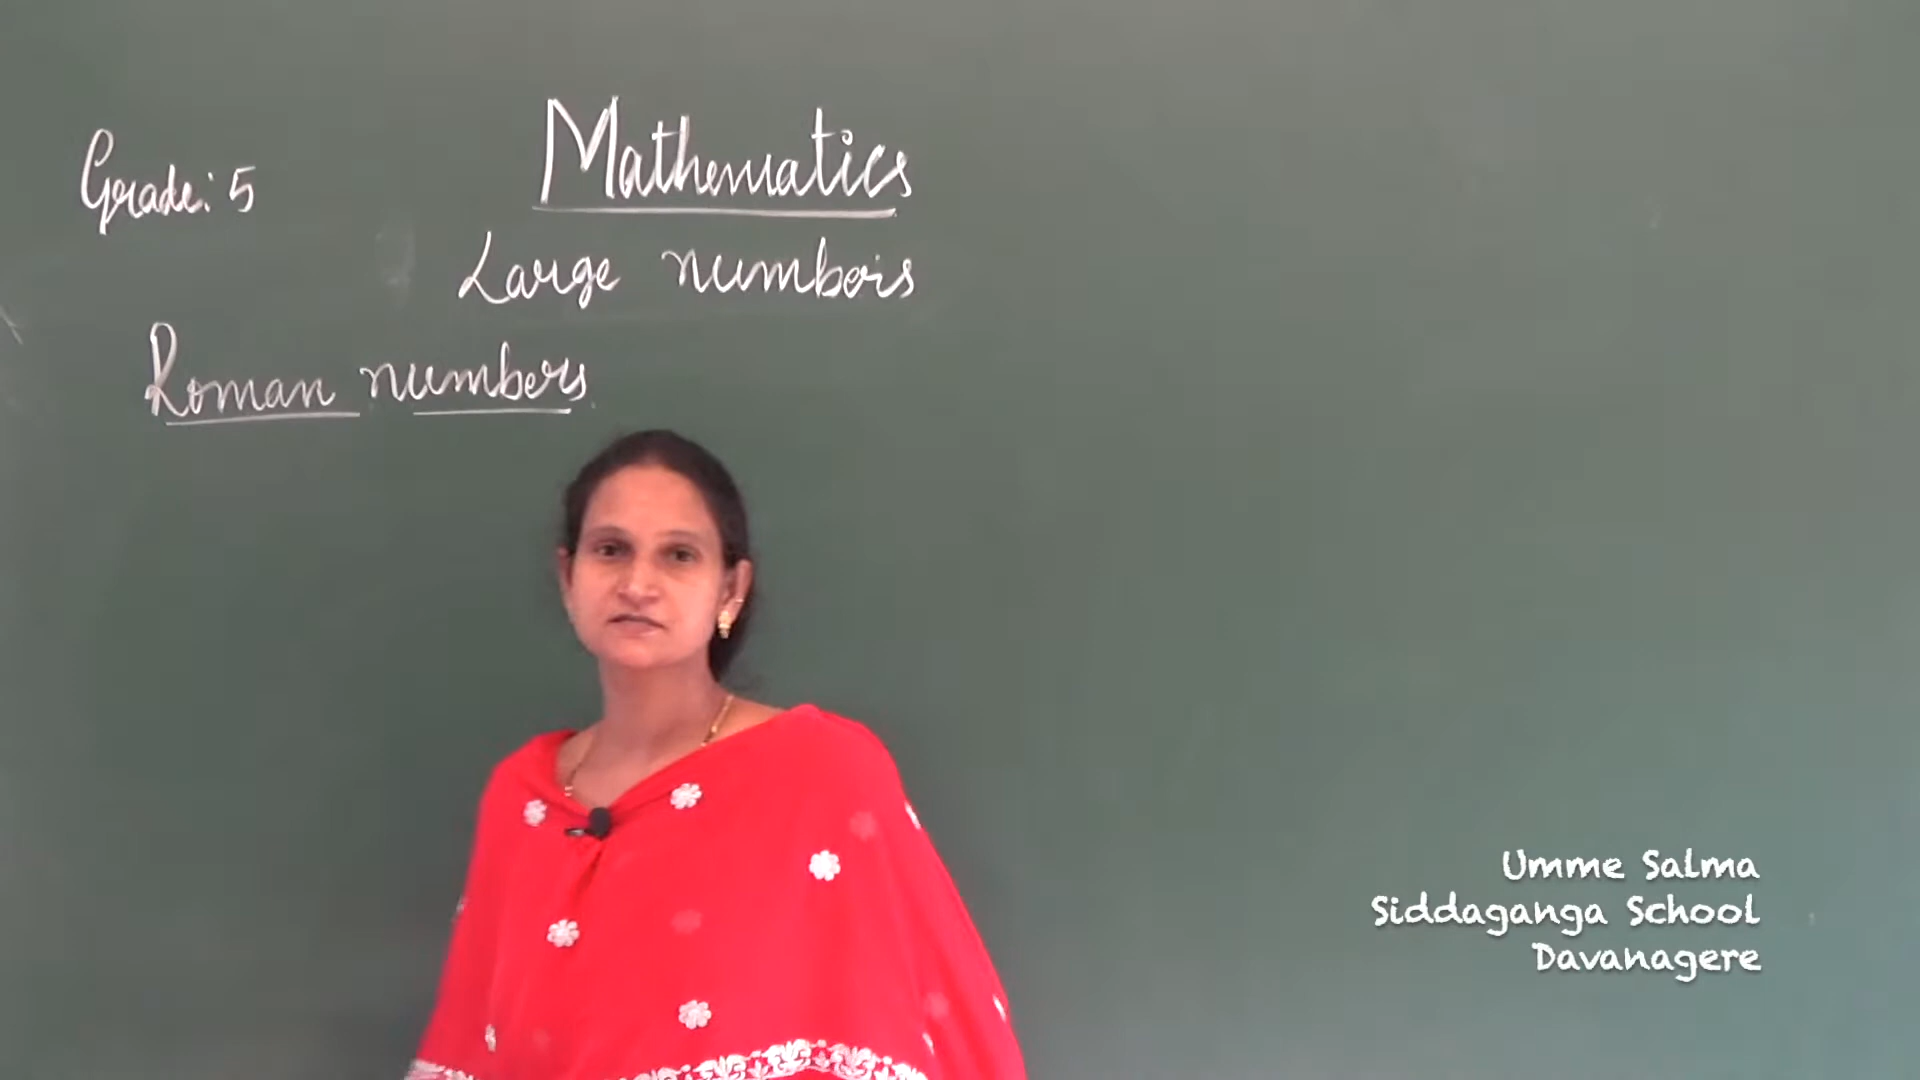 Grade: 5
Mathematics
Large numbers
Roman numbers
Umme Salma
Siddaganga School
Davanagere